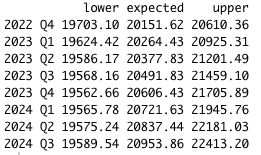 lower expected upper
2022 Q4 19703.10 20151.62 20610.36
2023 Q1 19624.42 20264.43 20925.31
2023 Q2 19586.17 20377.83 21201.49
2023 Q3 19568.16 20491.83 21459.10
2023 Q4 19562.66 20606.43 21705.89
2024 Q1 19565.78 20721.63 21945.76
2024 Q2 19575.24 20837.44 22181.03
2024 Q3 19589.54 20953.86 22413.20